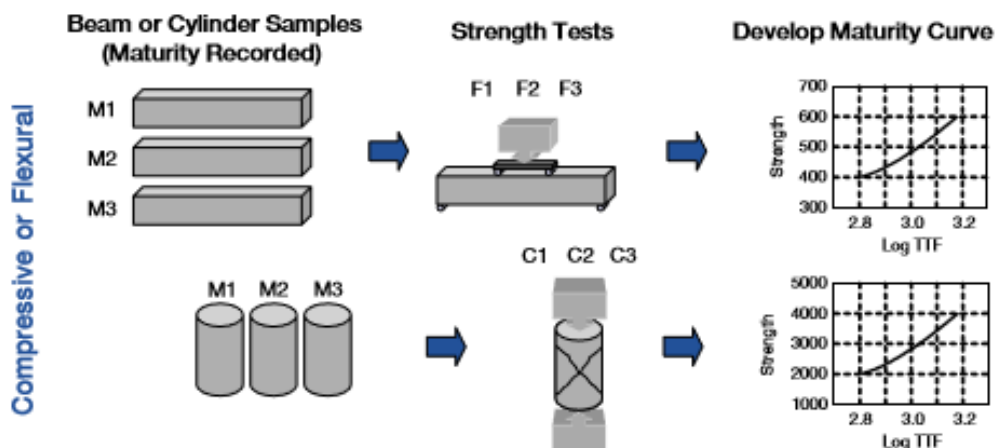 Beam or Cylinder Samples
(Maturity Recorded)
Strength Tests
Develop Maturity Curve
Compressive or Flexural
M1
M2
M3
F1 F2 F3
700
600
500
400
300
Strength
2.8 3.0 3.2
Log TTF
M1 M2 M3
C1 C2 C3
5000
4000
3000
2000
1000
Strength
2.8 3.0 3.2
Log TTF